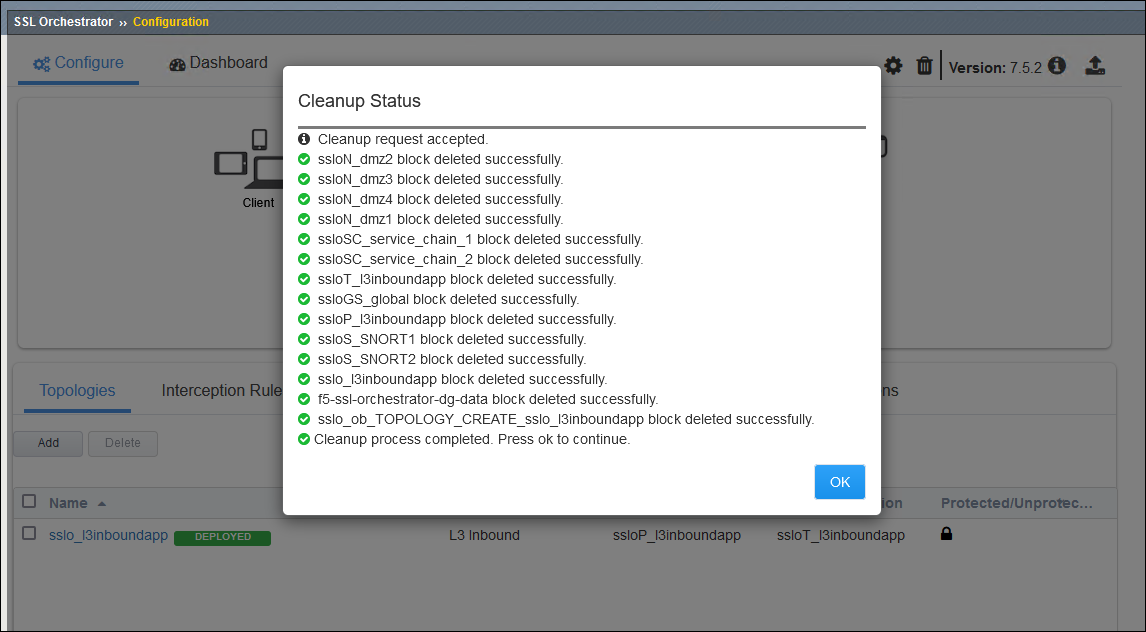 SSL Orchestrator ›› Configuration
Configure
Dashboard
Version: 7.5.2
Client
Cleanup Status
Cleanup request accepted.
ssloN_dmz2 block deleted successfully.
ssloN_dmz3 block deleted successfully.
ssloN_dmz4 block deleted successfully.
ssloN_dmz1 block deleted successfully.
ssloSC_service_chain_1 block deleted successfully.
ssloSC_service_chain_2 block deleted successfully.
ssloT_l3inboundapp block deleted successfully.
ssloGS_global block deleted successfully.
ssloP_l3inboundapp block deleted successfully.
ssloS_SNORT1 block deleted successfully.
ssloS_SNORT2 block deleted successfully.
sslo_l3inboundapp block deleted successfully.
f5-ssl-orchestrator-dg-data block deleted successfully.
sslo_ob_TOPOLOGY_CREATE_sslo_l3inboundapp block deleted successfully.
Cleanup process completed. Press ok to continue.
OK
Topologies
Interception Rule
ns
Add
Delete
Name
ion
Protected/Unprotec...
sslo_l3inboundapp DEPLOYED L3 Inbound ssloP_l3inboundapp ssloT_l3inboundapp